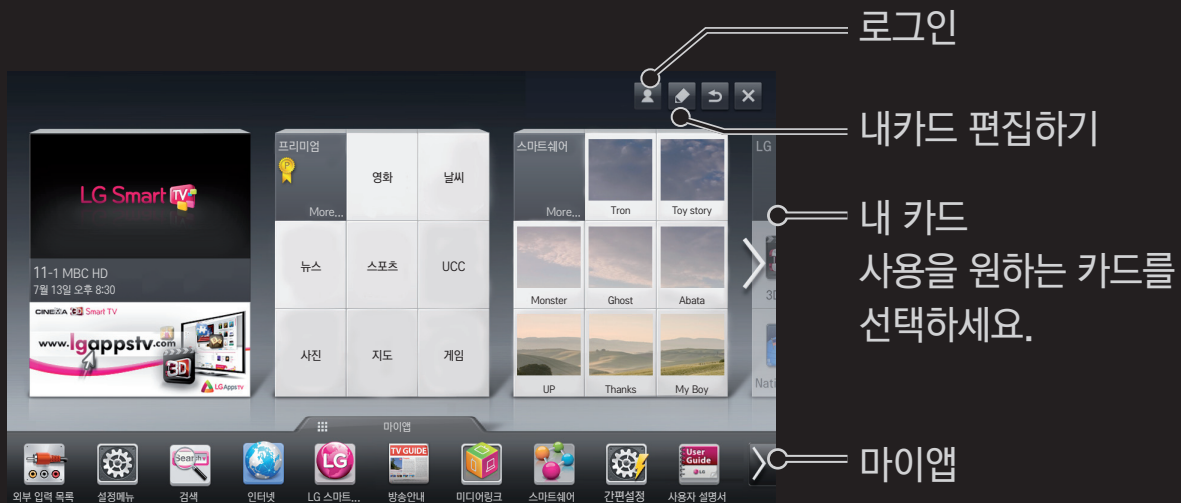 로그인
내카드 편집하기
내 카드
사용을 원하는 카드를
선택하세요.
마이앱
LG Smart TV
11-1 MBC HD
7월 13일 오후 8:30
CINEMA 3D Smart TV
www.lgappstv.com
3D
LG APPSTV
프리미엄
P
More...
영화
날씨
뉴스
스포츠
UCC
사진
지도
게임
스마트쉐어
More...
Tron
Toy story
Monster
Ghost
Abata
UP
Thanks
My Boy
LG
3D
Nati
마이앱
Search
LG
TV GUIDE
User
Guide
LG
외부 입력 목록
설정메뉴
검색
인터넷
LG 스마트...
방송안내
미디어링크
스마트쉐어
간편설정
사용자 설명서